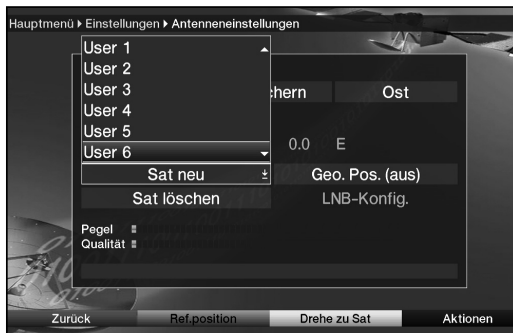 Hauptmenü ▸ Einstellungen ▸ Antenneneinstellungen
User 1
User 2
User 3
User 4
User 5
User 6
chern Ost
0.0 E
Sat neu Geo. Pos. (aus)
Sat löschen LNB-Konfig.
Pegel
Qualität
Zurück Ref.position Drehe zu Sat Aktionen